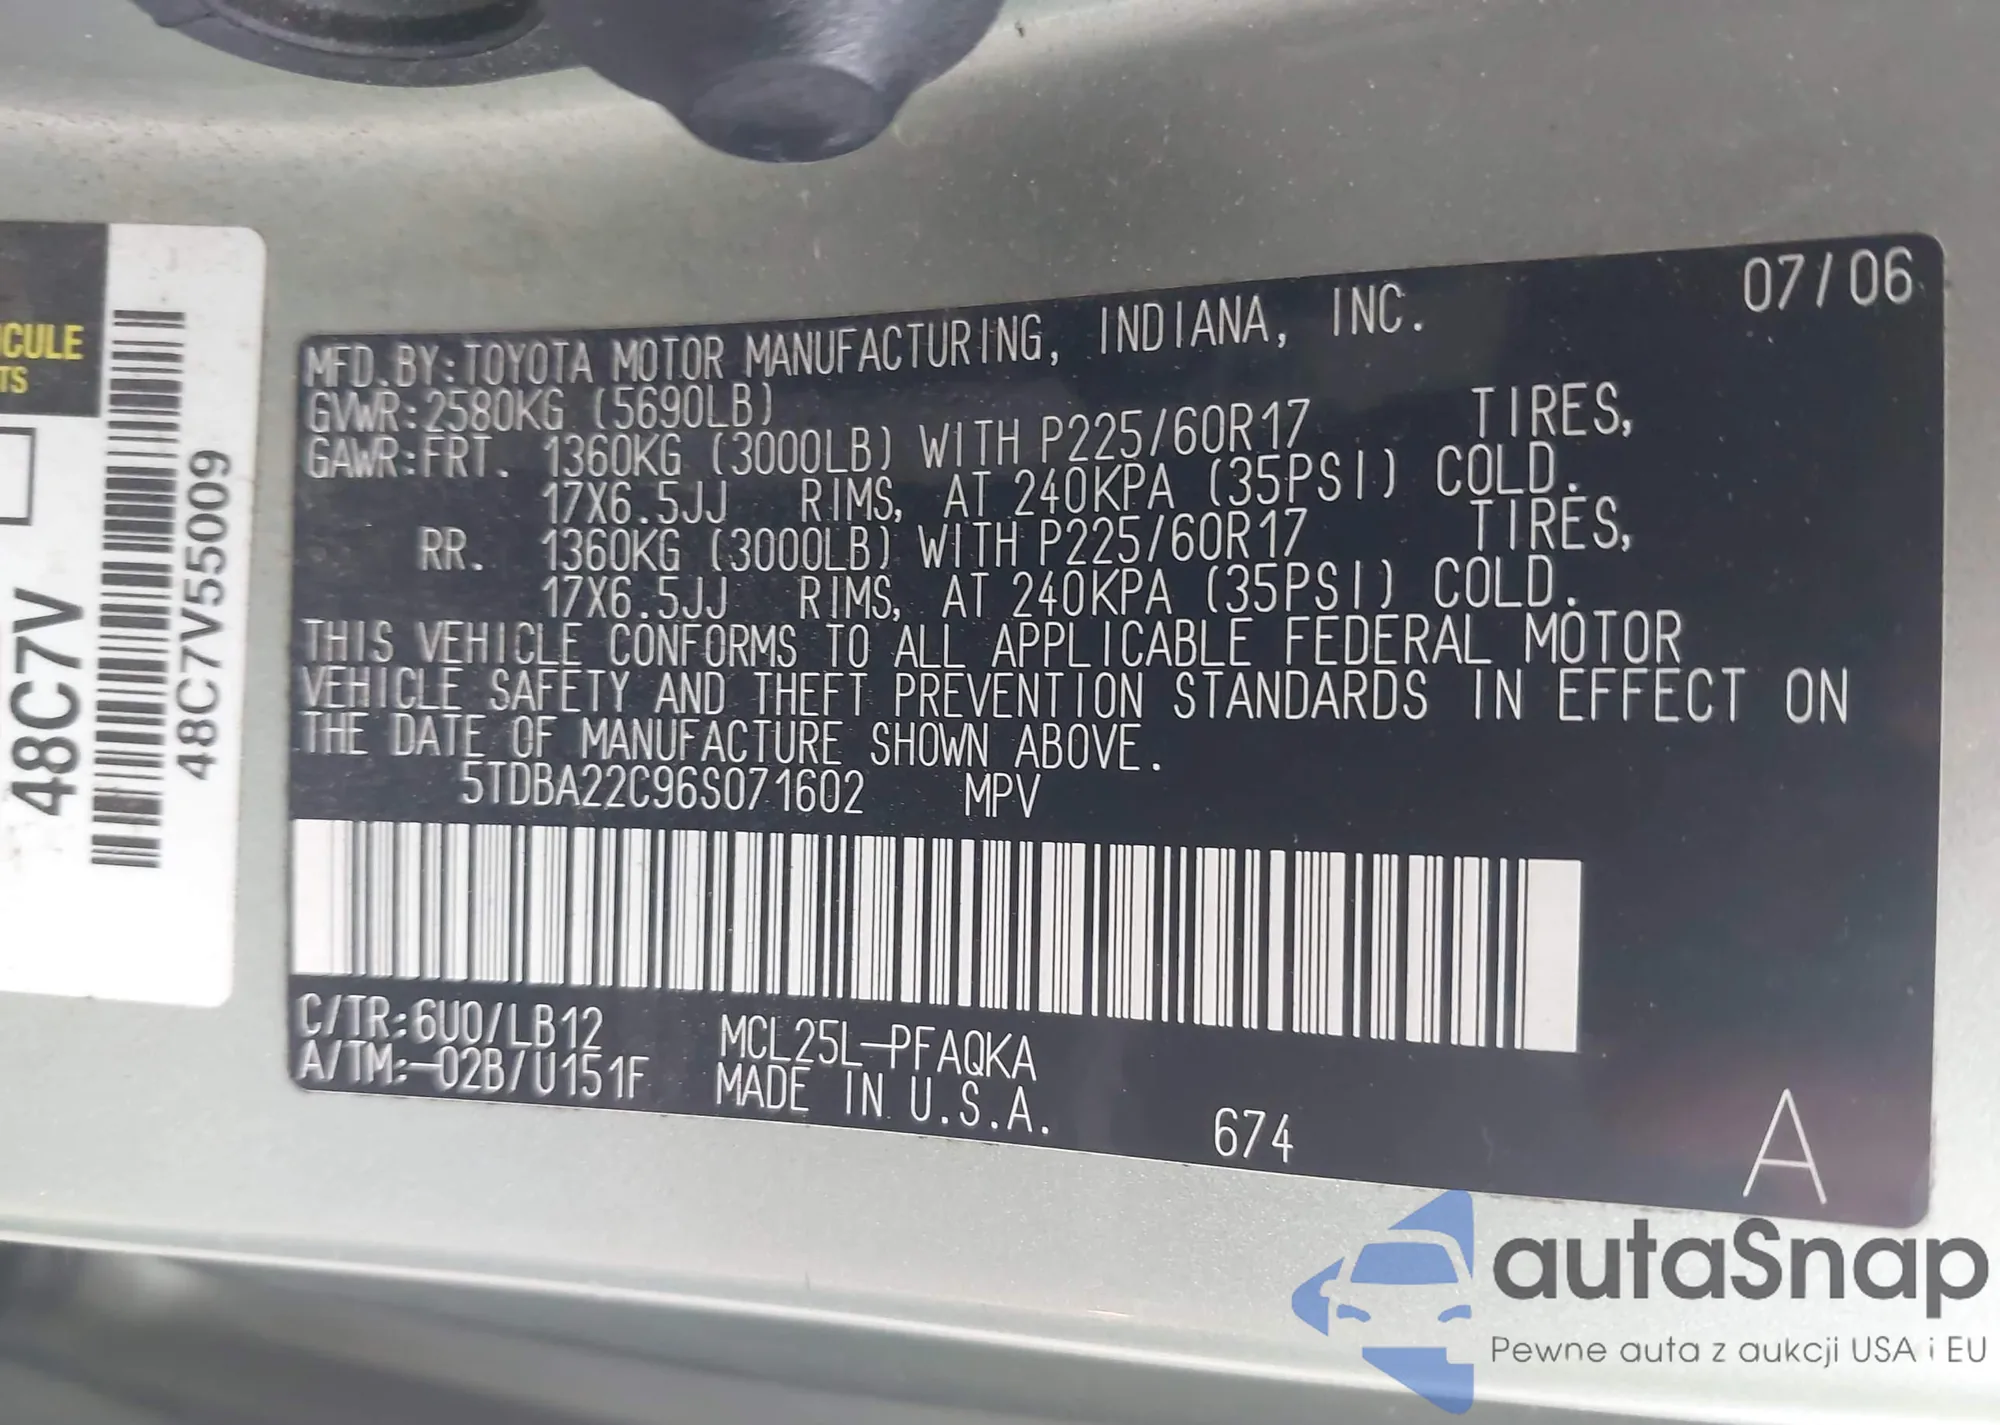 CULE
TS
48C7V
48C7V55009
07/06
MFD.BY:TOYOTA MOTOR MANUFACTURING, INDIANA, INC.
GVWR:2580KG (5690LB)
GAWR:FRT. 1360KG (3000LB) WITH P225/60R17 TIRES,
17X6.5JJ RIMS, AT 240KPA (35PSI) COLD.
RR. 1360KG (3000LB) WITH P225/60R17 TIRES,
17X6.5JJ RIMS, AT 240KPA (35PSI) COLD.
THIS VEHICLE CONFORMS TO ALL APPLICABLE FEDERAL MOTOR
VEHICLE SAFETY AND THEFT PREVENTION STANDARDS IN EFFECT ON
THE DATE OF MANUFACTURE SHOWN ABOVE.
5TDBA22C96S071602 MPV
C/TR:6U0/LB12 MCL25L-PFAQKA
A/TM:-02B/U151F MADE IN U.S.A.
674
A
autaSnap
Pewne auta z aukcji USA i EU